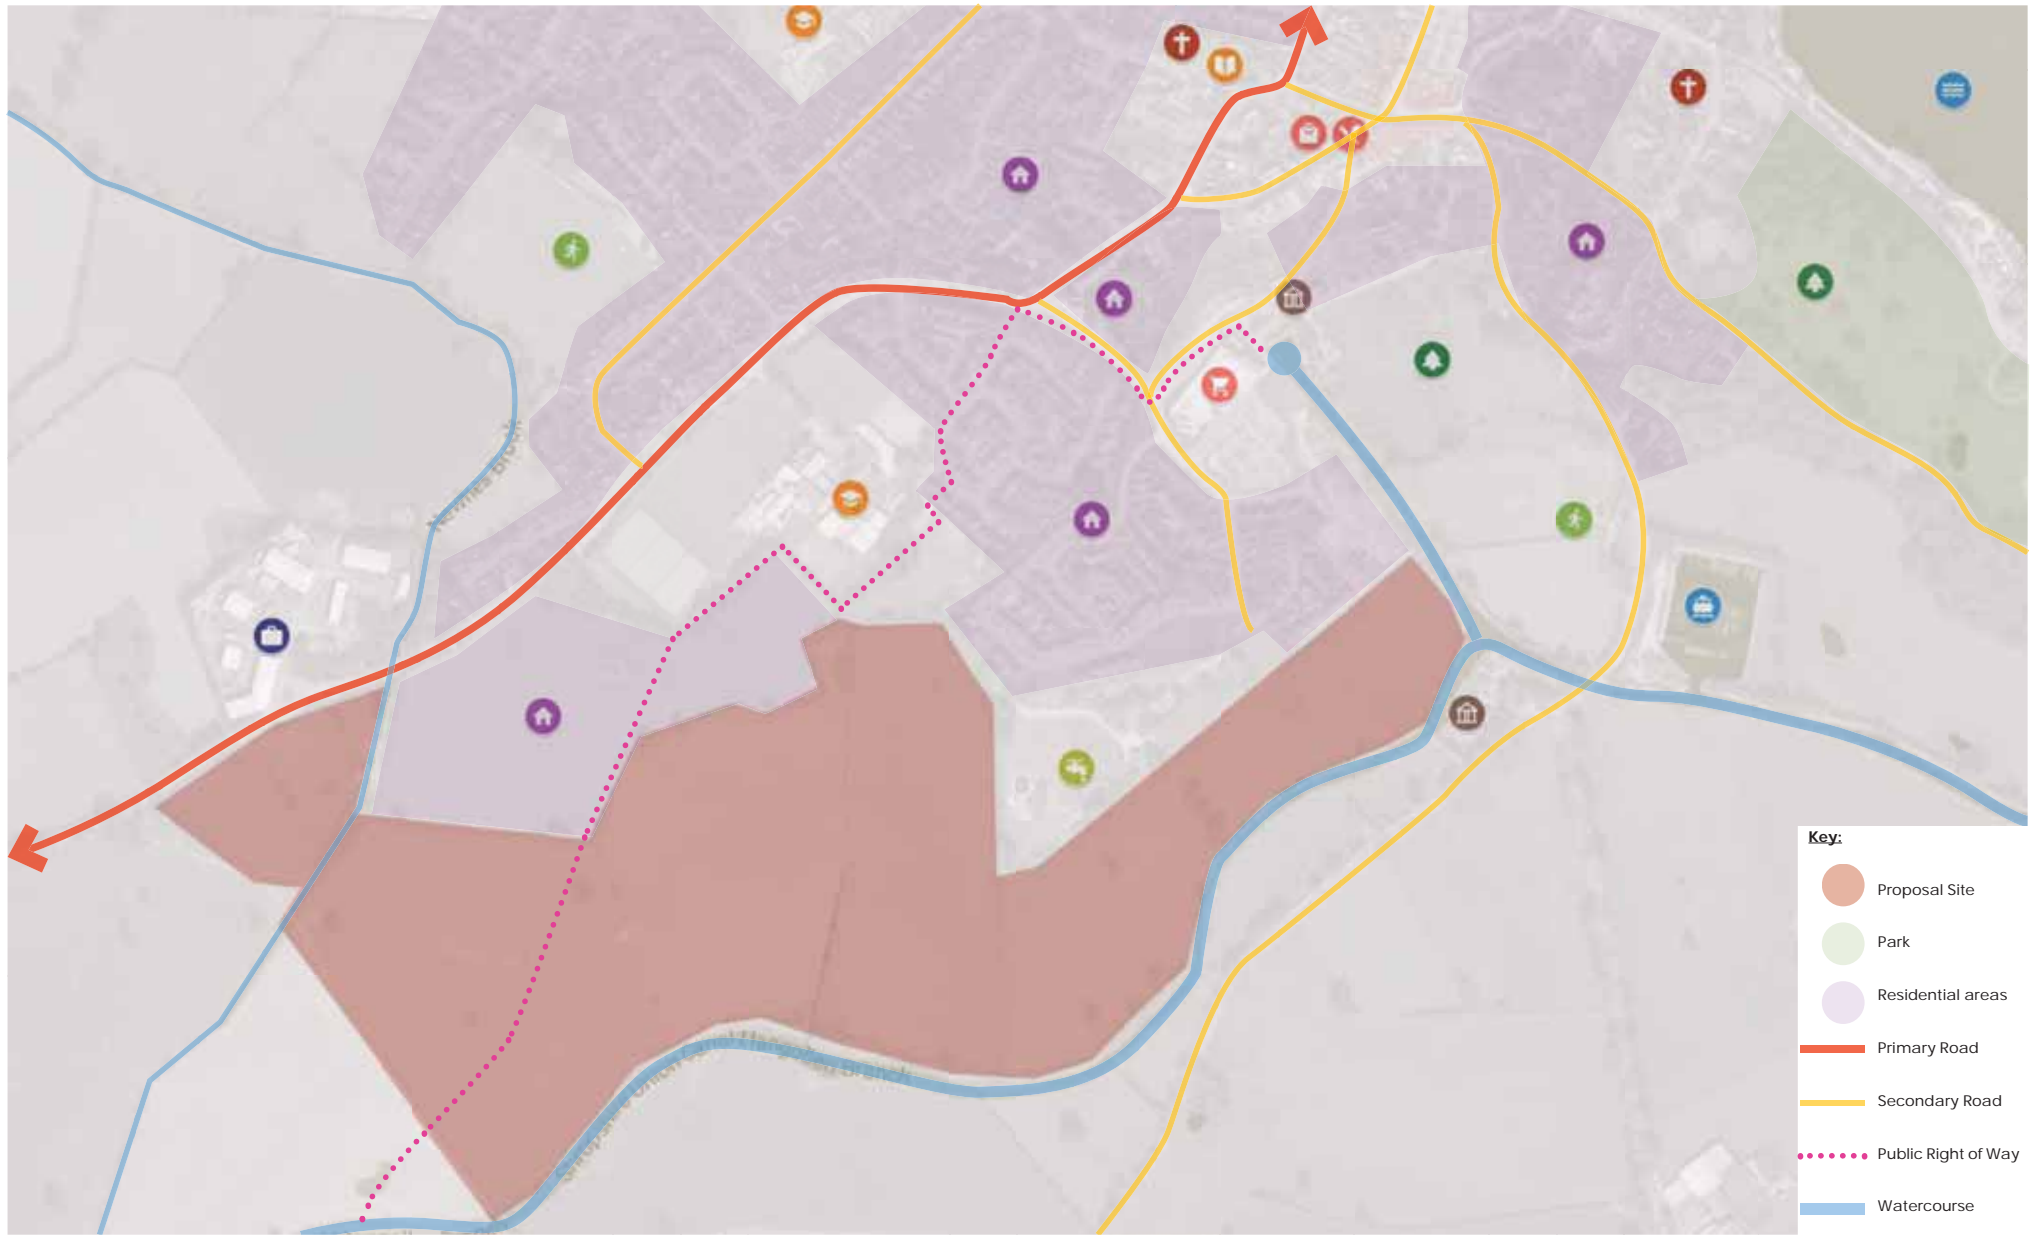 Key:
Proposal Site
Park
Residential areas
Primary Road
Secondary Road
Public Right of Way
Watercourse